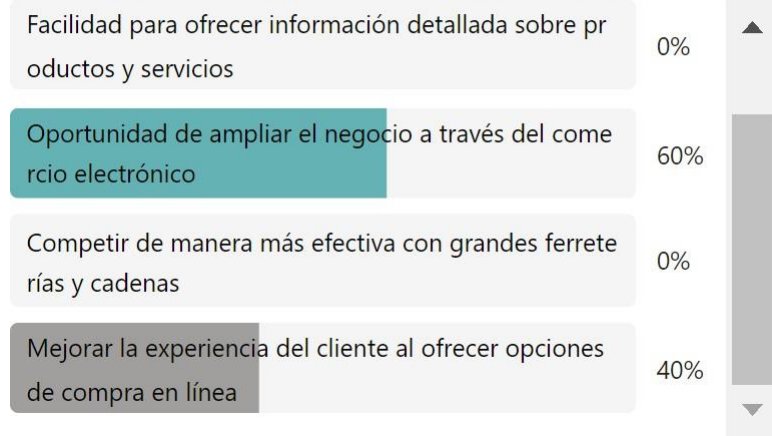 Facilidad para ofrecer información detallada sobre pr
oductos y servicios
0%
Oportunidad de ampliar el negocio a través del come
rcio electrónico
60%
Competir de manera más efectiva con grandes ferrete
rías y cadenas
0%
Mejorar la experiencia del cliente al ofrecer opciones
de compra en línea
40%